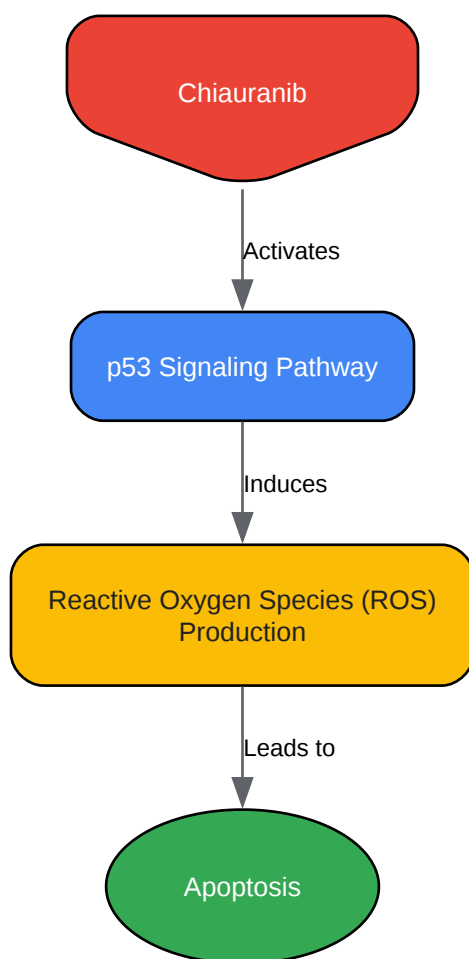 Chiauranib
Activates
p53 Signaling Pathway
Induces
Reactive Oxygen Species (ROS)
Production
Leads to
Apoptosis